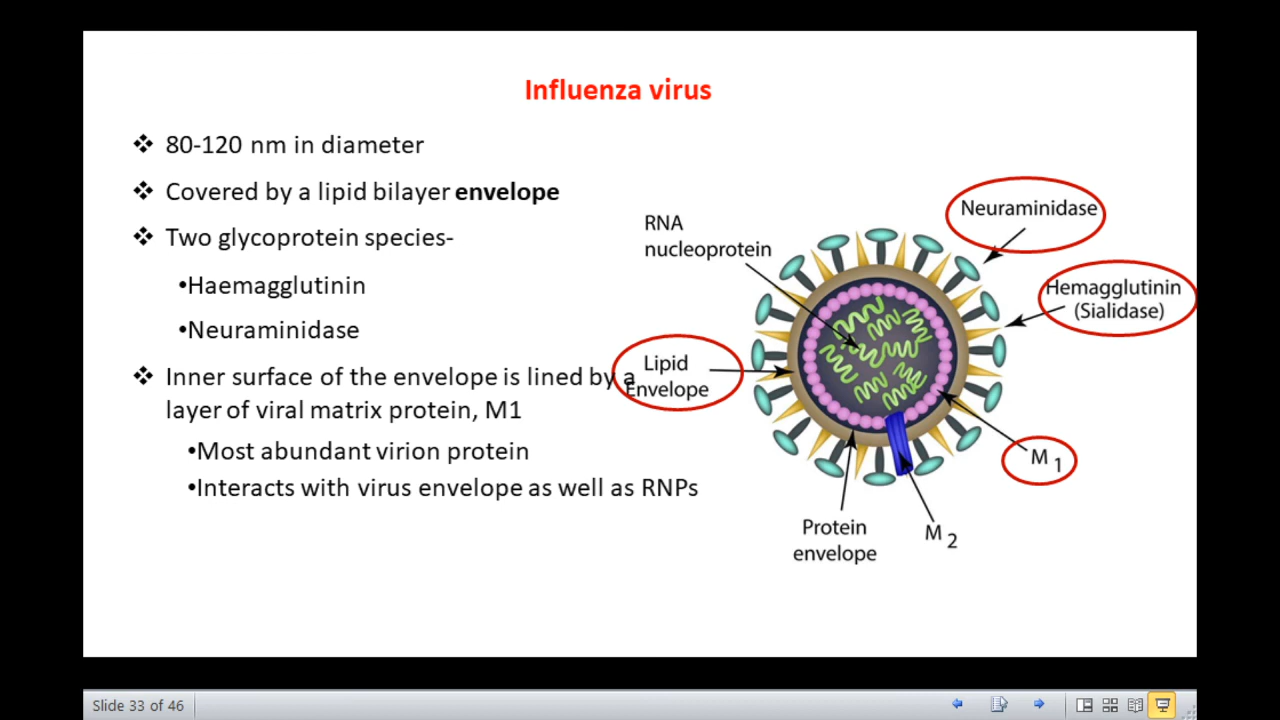 Influenza virus
❖ 80-120 nm in diameter
❖ Covered by a lipid bilayer envelope
❖ Two glycoprotein species-
•Haemagglutinin
•Neuraminidase
❖ Inner surface of the envelope is lined by a
layer of viral matrix protein, M1
•Most abundant virion protein
•Interacts with virus envelope as well as RNPs
RNA
nucleoprotein
Neuraminidase
Hemagglutinin
(Sialidase)
Lipid
Envelope
M 1
M 2
Protein
envelope
Slide 33 of 46